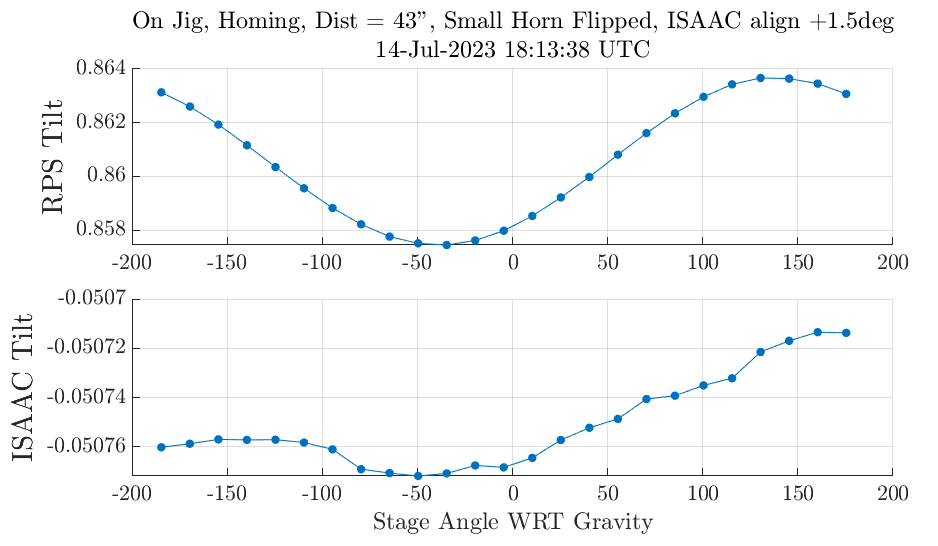 On Jig, Homing, Dist = 43”, Small Horn Flipped, ISAAC align +1.5deg
14-Jul-2023 18:13:38 UTC
RPS Tilt
0.864
0.862
0.86
0.858
-200 -150 -100 -50 0 50 100 150 200
ISAAC Tilt
-0.0507
-0.05072
-0.05074
-0.05076
-200 -150 -100 -50 0 50 100 150 200
Stage Angle WRT Gravity